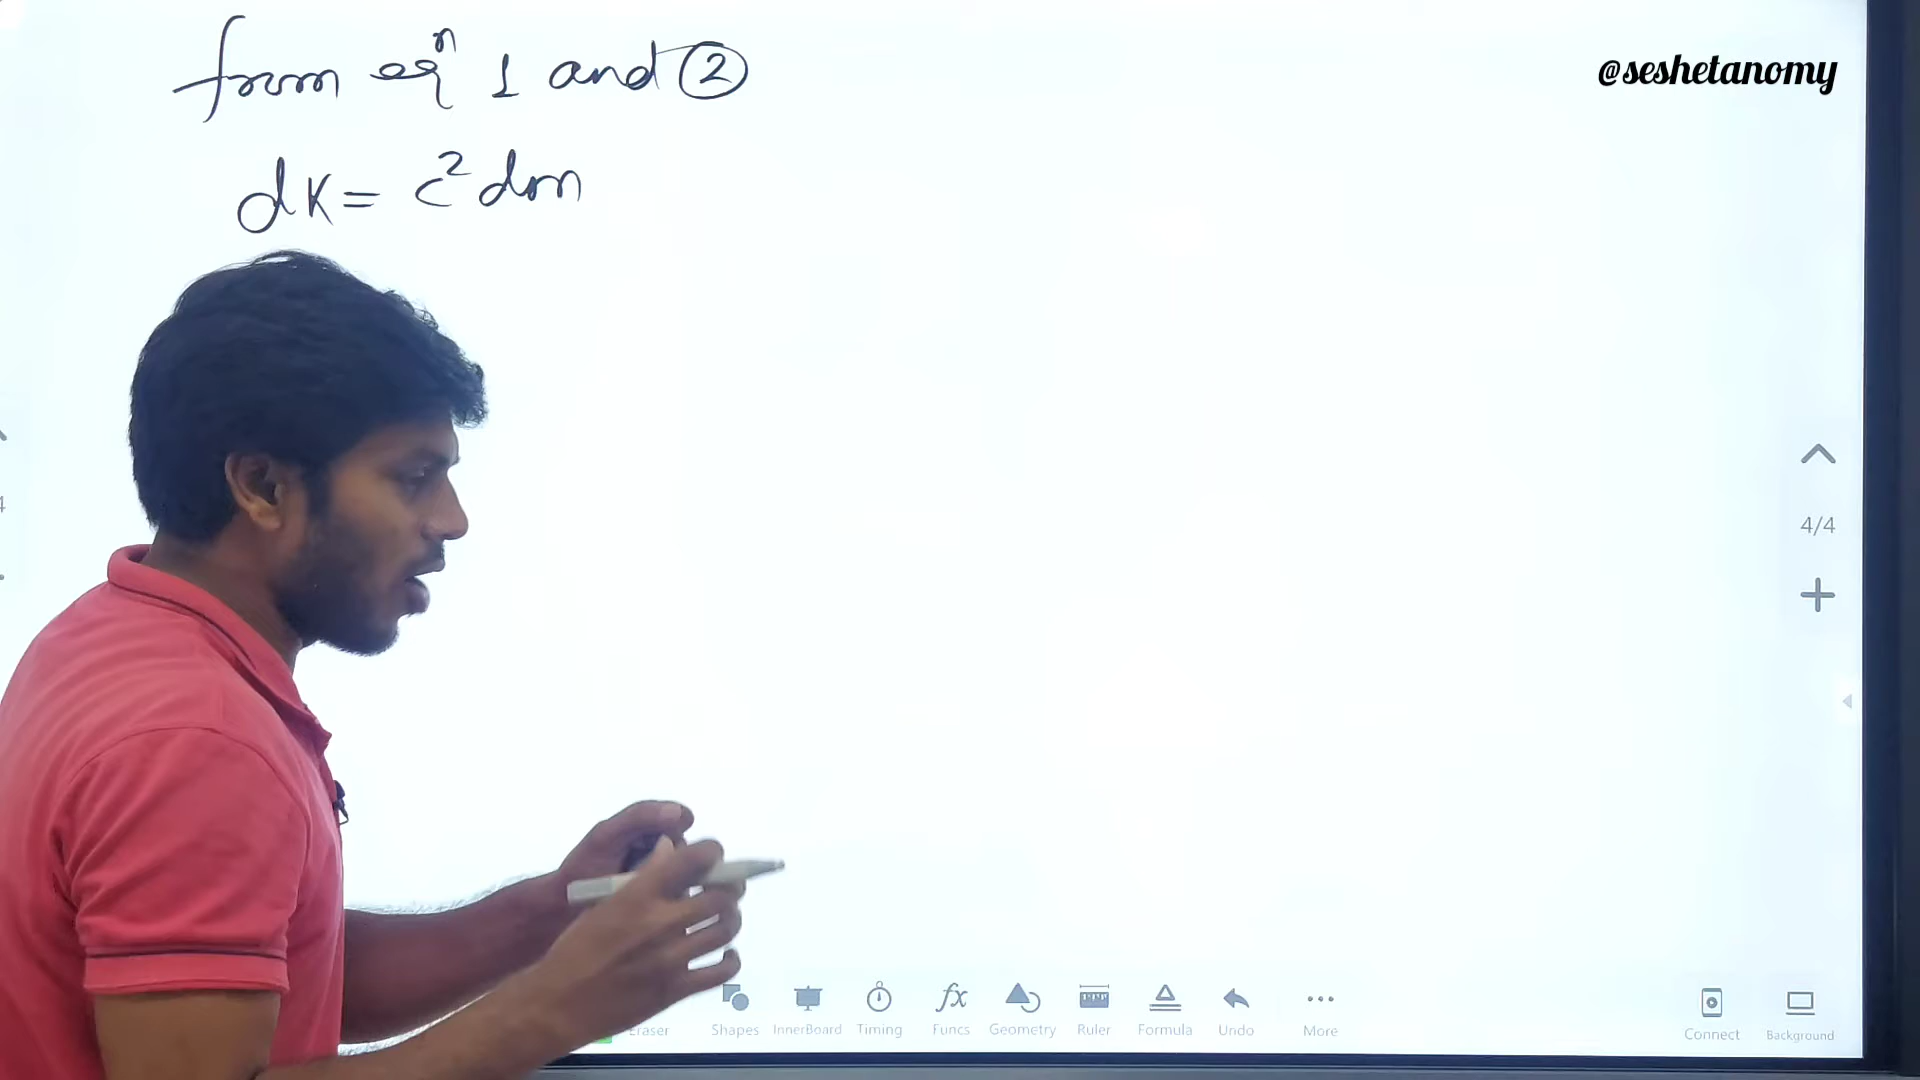 from eqn 1 and ②
dK = c² dm
@seshetanomy
4/4
Eraser
Shapes
InnerBoard
Timing
fx
Funcs
Geometry
Ruler
Formula
Undo
More
Connect
Background